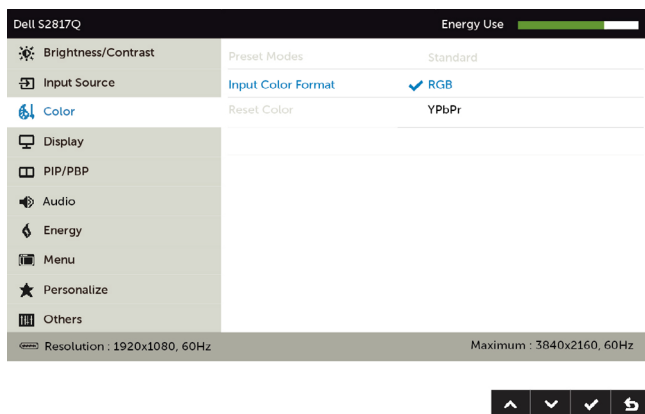 Dell S2817Q Energy Use
Brightness/Contrast Preset Modes Standard
Input Source Input Color Format RGB
Color Reset Color YPbPr
Display
PIP/PBP
Audio
Energy
Menu
Personalize
Others
Resolution : 1920x1080, 60Hz Maximum : 3840x2160, 60Hz